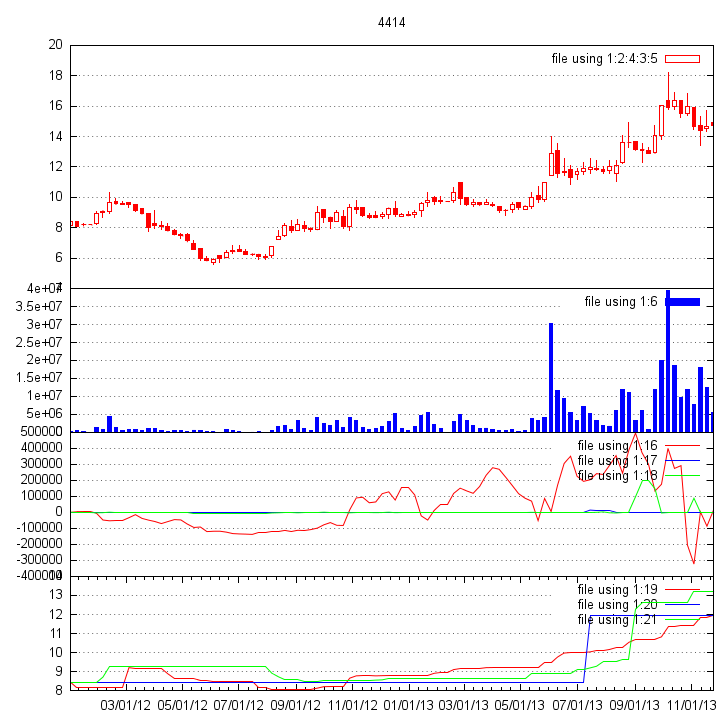 4414
20
file using 1:2:4:3:5
18
16
14
12
10
8
6
4e+07
file using 1:6
3.5e+07
3e+07
2.5e+07
2e+07
1.5e+07
1e+07
5e+06
500000
file using 1:16
400000
file using 1:17
300000
file using 1:18
200000
100000
0
-100000
-200000
-300000
-400000
file using 1:19
13
file using 1:20
12
file using 1:21
11
10
9
8
03/01/12 05/01/12 07/01/12 09/01/12 11/01/12 01/01/13 03/01/13 05/01/13 07/01/13 09/01/13 11/01/13